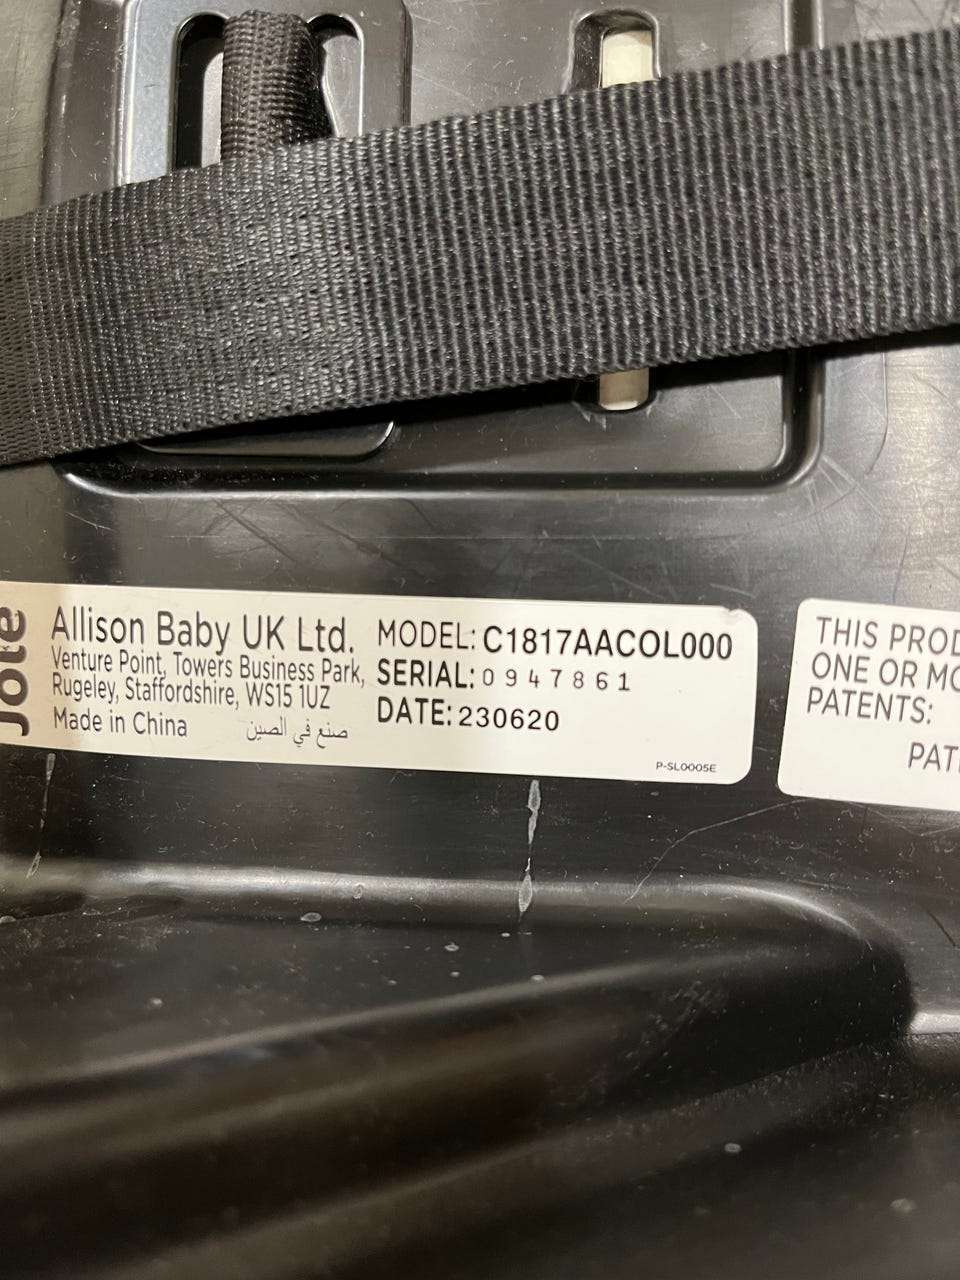 Joie
Allison Baby UK Ltd.
Venture Point, Towers Business Park,
Rugeley, Staffordshire, WS15 1UZ
Made in China
صنع في الصين
MODEL: C1817AACOL000
SERIAL: 0947861
DATE: 230620
P-SL0005E
THIS PROD
ONE OR MO
PATENTS:
PATE